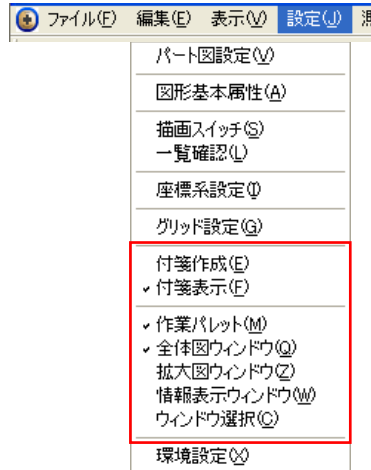 ファイル(F) 編集(E) 表示(V) 設定(J)
パート図設定(V)
図形基本属性(A)
描画スイッチ(S)
一覧確認(L)
座標系設定(I)
グリッド設定(G)
付箋作成(E)
付箋表示(F)
作業パレット(M)
全体図ウィンドウ(Q)
拡大図ウィンドウ(Z)
情報表示ウィンドウ(W)
ウィンドウ選択(C)
環境設定(X)